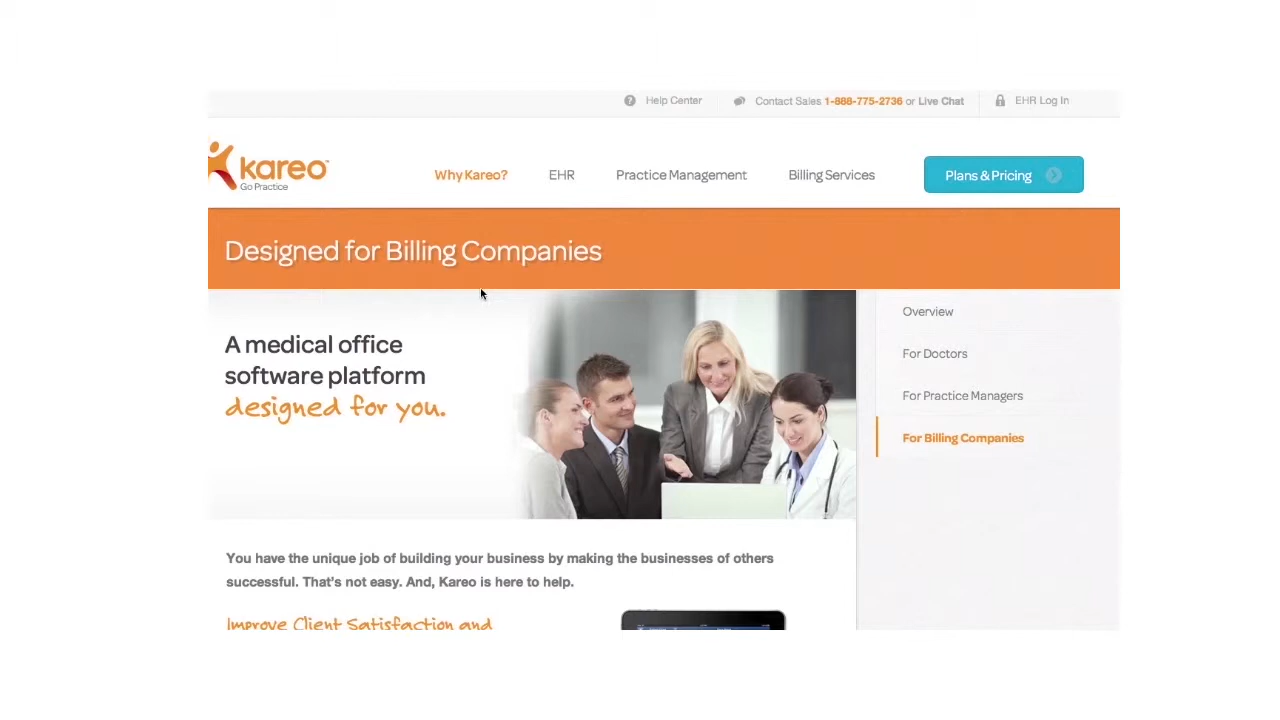 Help Center
Contact Sales 1-888-775-2736 or Live Chat
EHR Log In
kareo™
Go Practice
Why Kareo?
EHR
Practice Management
Billing Services
Plans & Pricing
Designed for Billing Companies
A medical office
software platform
designed for you.
Overview
For Doctors
For Practice Managers
For Billing Companies
You have the unique job of building your business by making the businesses of others
successful. That's not easy. And, Kareo is here to help.
Improve Client Satisfaction and